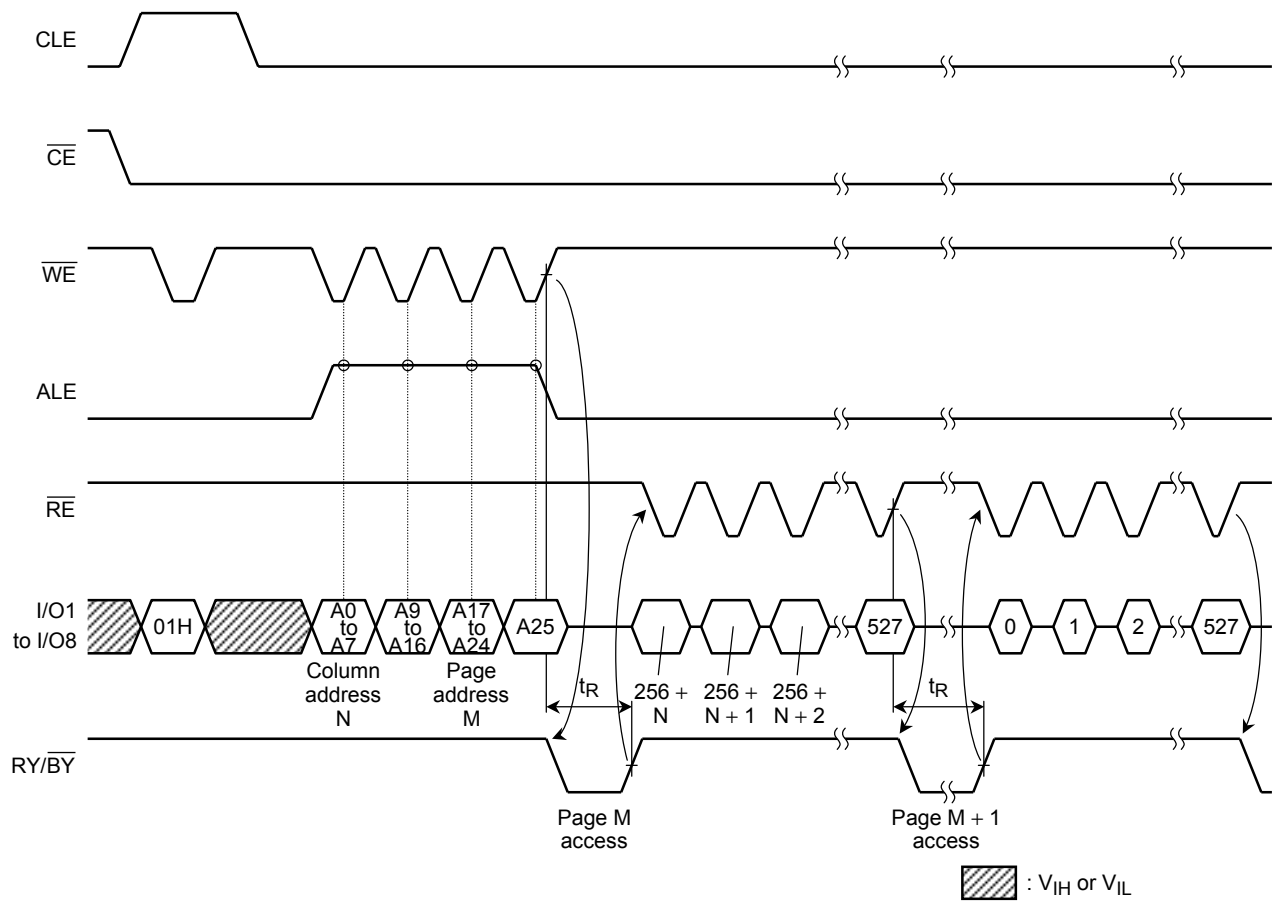 CLE
CE
WE
ALE
RE
I/O1
to I/O8
01H
A0
to
A7
A9
to
A16
A17
to
A24
A25
527
0
1
2
527
Column
address
N
Page
address
M
tR
256 +
N
256 +
N + 1
256 +
N + 2
tR
RY/BY
Page M
access
Page M + 1
access
: VIH or VIL